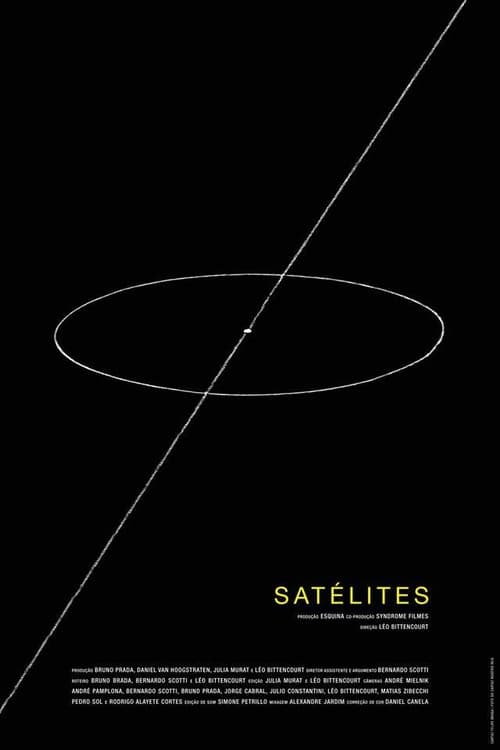 SATÉLITES
PRODUÇÃO ESQUINA CO-PRODUÇÃO SYNDROME FILMES
DIREÇÃO LÉO BITTENCOURT
PRODUÇÃO BRUNO PRADA, DANIEL VAN HOOGSTRATEN, JULIA MURAT E LÉO BITTENCOURT DIRETOR ASSISTENTE E ARGUMENTO BERNARDO SCOTTI
ROTEIRO BRUNO BRADA, BERNARDO SCOTTI E LÉO BITTENCOURT EDIÇÃO JULIA MURAT E LÉO BITTENCOURT CÂMERAS ANDRÉ MIELNIK
ANDRÉ PAMPLONA, BERNARDO SCOTTI, BRUNO PRADA, JORGE CABRAL, JULIO CONSTANTINI, LÉO BITTENCOURT, MATIAS ZIBECCHI
PEDRO SOL E RODRIGO ALAYETE CORTES EDIÇÃO DE SOM SIMONE PETRILLO MIXAGEM ALEXANDRE JARDIM CORREÇÃO DE COR DANIEL CANELA